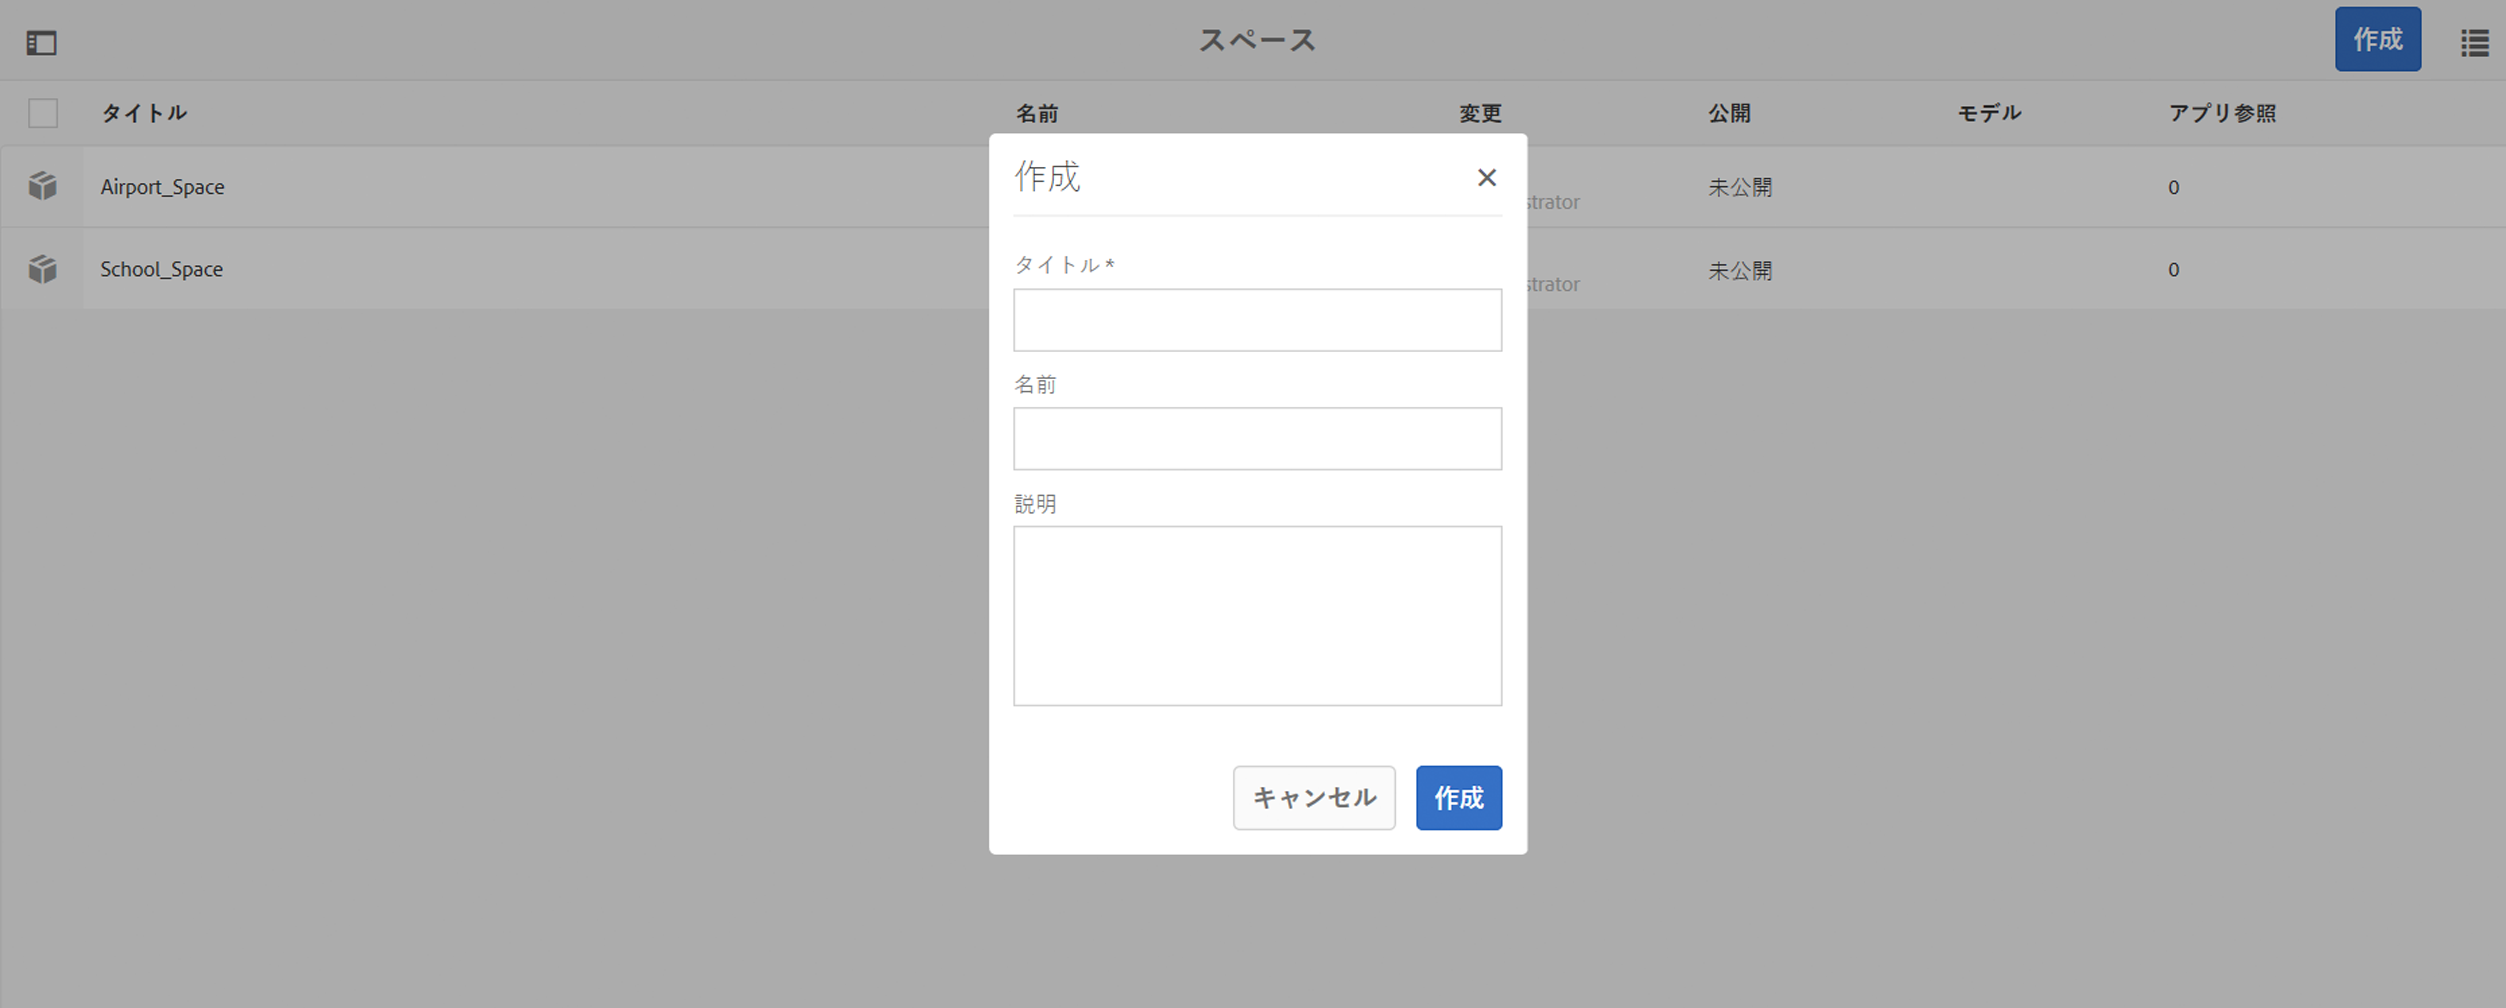 スペース
作成
タイトル 名前 変更 公開 モデル アプリ参照
Airport_Space 未公開 0
School_Space 未公開 0
作成
タイトル *
名前
説明
キャンセル 作成